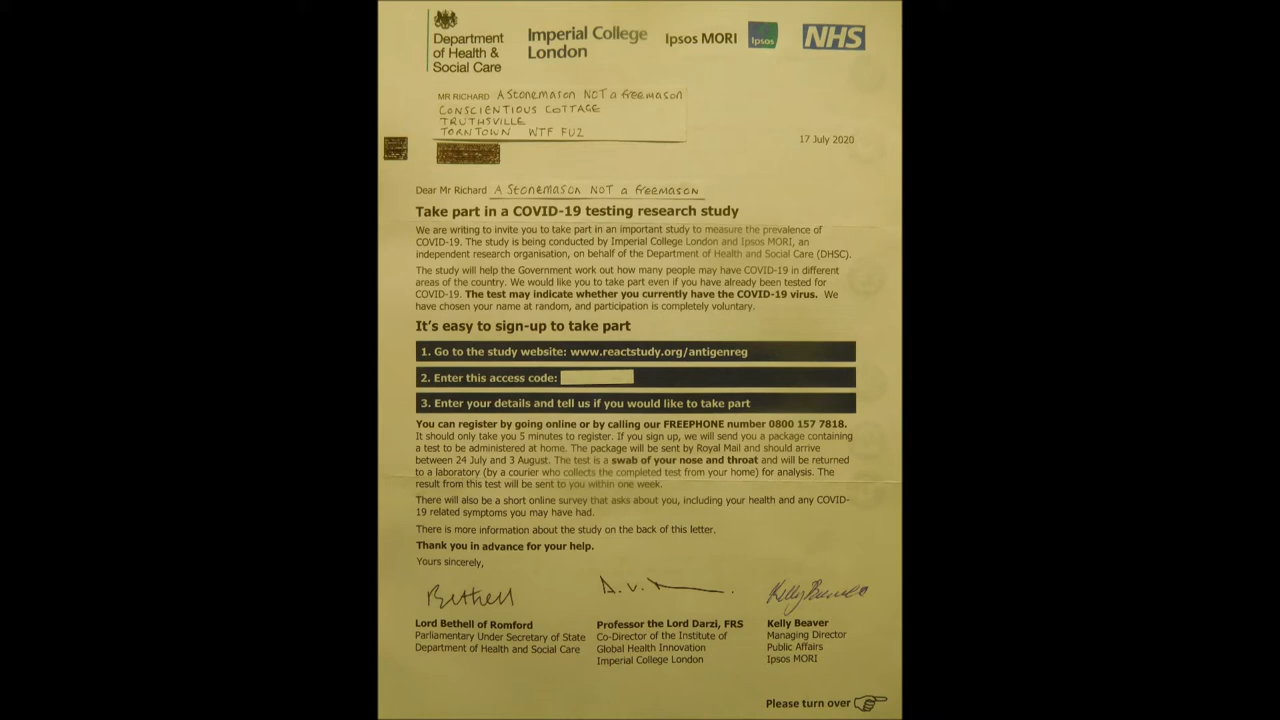 Department
of Health &
Social Care
Imperial College
London
Ipsos MORI
Ipsos
NHS
MR RICHARD A Stonemason NOT a freemason
CONSCIENTIOUS COTTAGE
TRUTHSVILLE
TORNTOWN WTF FU2
17 July 2020
Dear Mr Richard A Stonemason NOT a freemason
Take part in a COVID-19 testing research study
We are writing to invite you to take part in an important study to measure the prevalence of
COVID-19. The study is being conducted by Imperial College London and Ipsos MORI, an
independent research organisation, on behalf of the Department of Health and Social Care (DHSC).
The study will help the Government work out how many people may have COVID-19 in different
areas of the country. We would like you to take part even if you have already been tested for
COVID-19. The test may indicate whether you currently have the COVID-19 virus. We
have chosen your name at random, and participation is completely voluntary.
It's easy to sign-up to take part
1. Go to the study website: www.reactstudy.org/antigenreg
2. Enter this access code:
3. Enter your details and tell us if you would like to take part
You can register by going online or by calling our FREEPHONE number 0800 157 7818.
It should only take you 5 minutes to register. If you sign up, we will send you a package containing
a test to be administered at home. The package will be sent by Royal Mail and should arrive
between 24 July and 3 August. The test is a swab of your nose and throat and will be returned
to a laboratory (by a courier who collects the completed test from your home) for analysis. The
result from this test will be sent to you within one week.
There will also be a short online survey that asks about you, including your health and any COVID-
19 related symptoms you may have had.
There is more information about the study on the back of this letter.
Thank you in advance for your help.
Yours sincerely,
Bethell
Kelly Beaver
Lord Bethell of Romford
Parliamentary Under Secretary of State
Department of Health and Social Care
Professor the Lord Darzi, FRS
Co-Director of the Institute of
Global Health Innovation
Imperial College London
Kelly Beaver
Managing Director
Public Affairs
Ipsos MORI
Please turn over